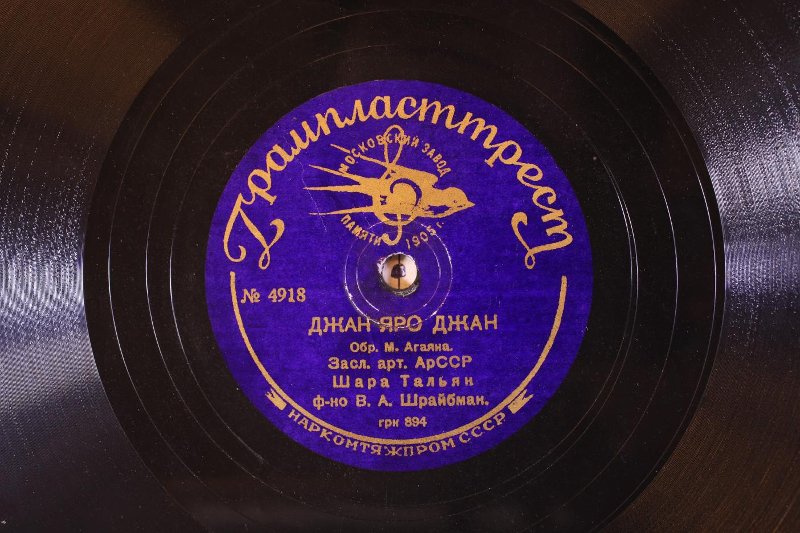 Грампласттрест
МОСКОВСКИЙ ЗАВОД
ПАМЯТИ 1905 г.
№ 4918
ДЖАН ЯРО ДЖАН
Обр. М. Агаяна.
Засл. арт. АрССР
Шара Тальян
ф-но В. А. Шрайбман.
грк 894
НАРКОМТЯЖПРОМ СССР